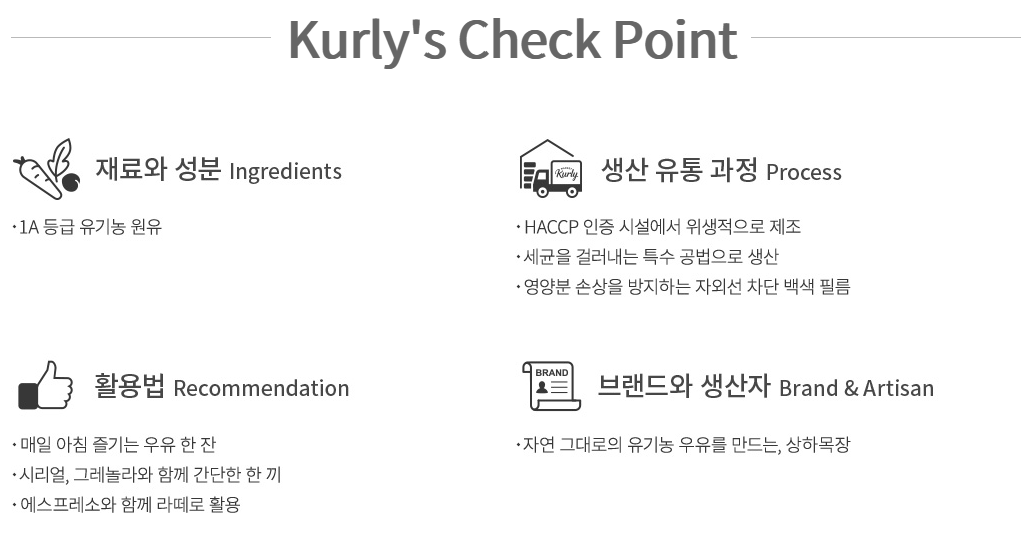 Kurly's Check Point
재료와 성분 Ingredients
·1A 등급 유기농 원유
Kurly
생산 유통 과정 Process
·HACCP 인증 시설에서 위생적으로 제조
·세균을 걸러내는 특수 공법으로 생산
·영양분 손상을 방지하는 자외선 차단 백색 필름
활용법 Recommendation
·매일 아침 즐기는 우유 한 잔
·시리얼, 그레놀라와 함께 간단한 한 끼
·에스프레소와 함께 라떼로 활용
BRAND
브랜드와 생산자 Brand & Artisan
·자연 그대로의 유기농 우유를 만드는, 상하목장